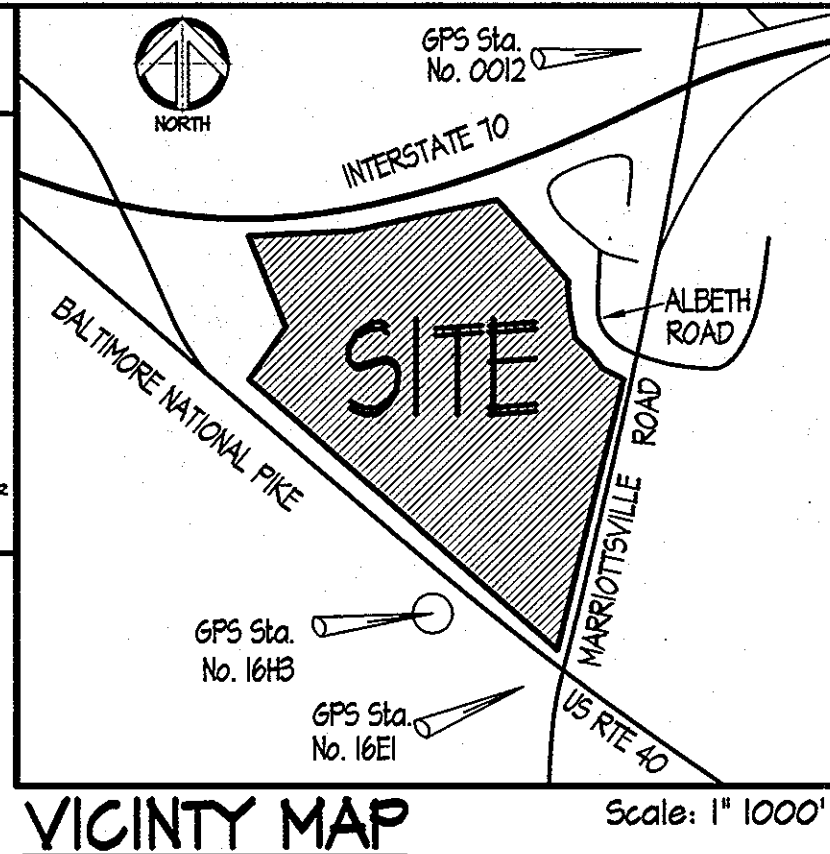 GPS Sta.
No. 0012
NORTH
INTERSTATE 70
ALBETH
ROAD
SITE
BALTIMORE NATIONAL PIKE
MARRIOTTSVILLE ROAD
GPS Sta.
No. 16H3
GPS Sta.
No. 16E1
US RTE 40
VICINTY MAP
Scale: 1" 1000'